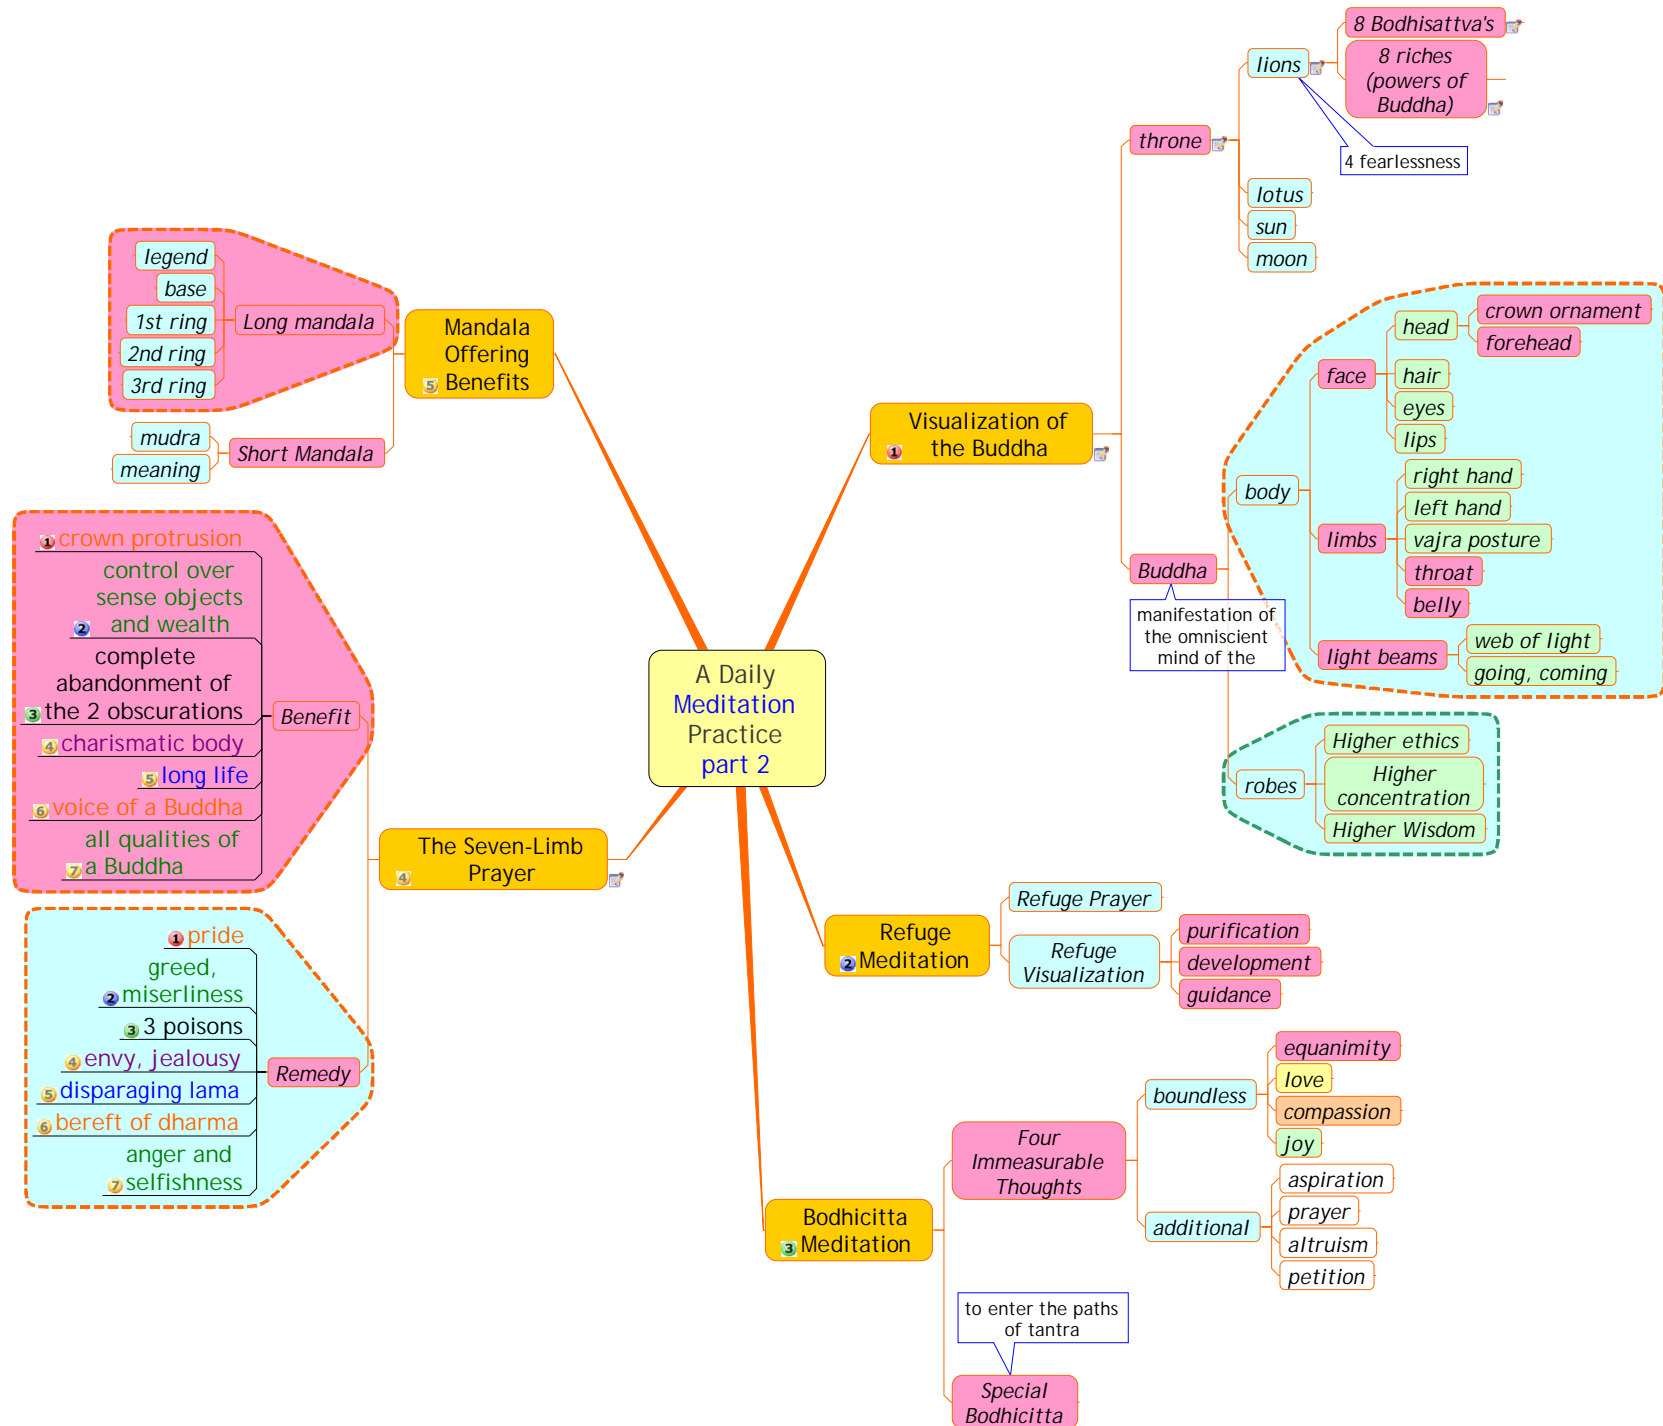 A Daily
Meditation
Practice
part 2
1
Visualization of
the Buddha
throne
lions
8 Bodhisattva's
8 riches
(powers of
Buddha)
4 fearlessness
lotus
sun
moon
Buddha
manifestation of
the omniscient
mind of the
body
face
head
crown ornament
forehead
hair
eyes
lips
limbs
right hand
left hand
vajra posture
throat
belly
light beams
web of light
going, coming
robes
Higher ethics
Higher
concentration
Higher Wisdom
Refuge
2 Meditation
Refuge Prayer
Refuge
Visualization
purification
development
guidance
Bodhicitta
3 Meditation
Four
Immeasurable
Thoughts
boundless
equanimity
love
compassion
joy
additional
aspiration
prayer
altruism
petition
to enter the paths
of tantra
Special
Bodhicitta
The Seven-Limb
4 Prayer
Benefit
1 crown protrusion
control over
sense objects
2 and wealth
complete
abandonment of
3 the 2 obscurations
4 charismatic body
5 long life
6 voice of a Buddha
all qualities of
7 a Buddha
Remedy
1 pride
greed,
2 miserliness
3 3 poisons
4 envy, jealousy
5 disparaging lama
6 bereft of dharma
anger and
7 selfishness
Mandala
Offering
5 Benefits
Long mandala
legend
base
1st ring
2nd ring
3rd ring
Short Mandala
mudra
meaning